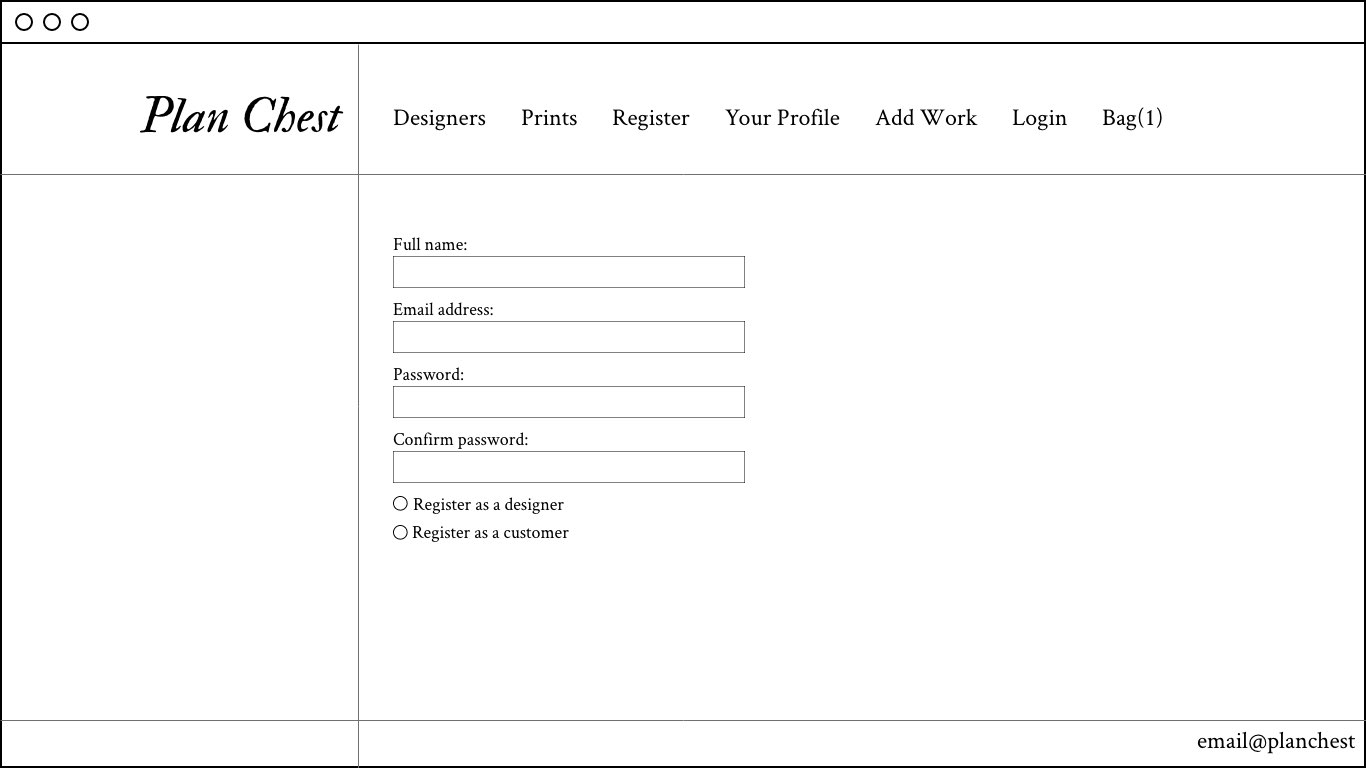 Plan Chest
Designers Prints Register Your Profile Add Work Login Bag(1)
Full name:
Email address:
Password:
Confirm password:
Register as a designer
Register as a customer
email@planchest